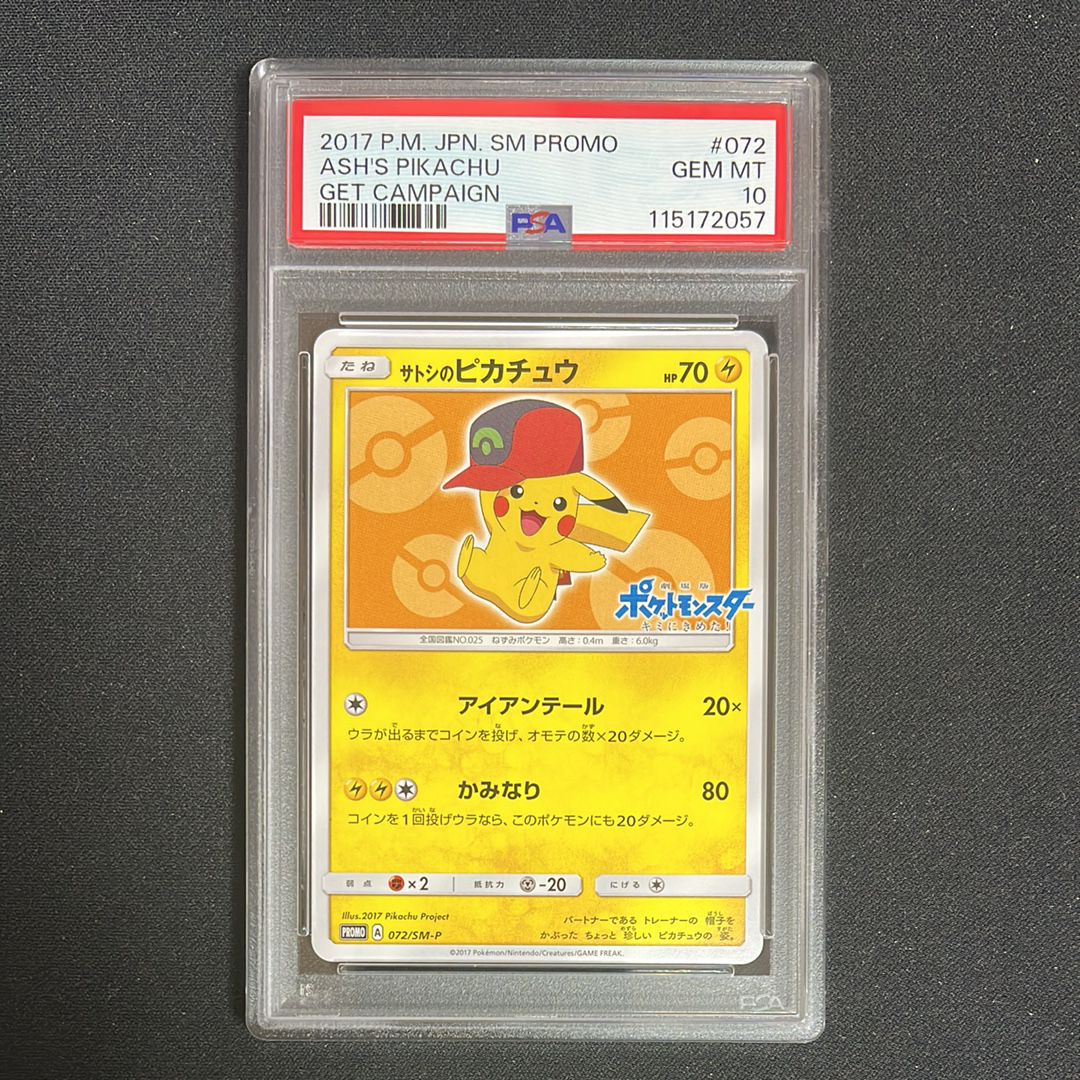 2017 P.M. JPN. SM PROMO #072
ASH'S PIKACHU GEM MT
GET CAMPAIGN 10
PSA 115172057
たね サトシのピカチュウ HP70
劇場版
ポケットモンスター
キミにきめた!
全国図鑑NO.025 ねずみポケモン 高さ:0.4m 重さ:6.0kg
アイアンテール 20×
ウラが出るまでコインを投げ、オモテの数×20ダメージ。
かみなり 80
コインを1回投げウラなら、このポケモンにも20ダメージ。
弱点 ×2 抵抗力 -20 にげる
Illus.2017 Pikachu Project
PROMO A 072/SM-P
パートナーである トレーナーの 帽子を
かぶった ちょっと 珍しい ピカチュウの 姿。
©2017 Pokémon/Nintendo/Creatures/GAME FREAK.
PSA